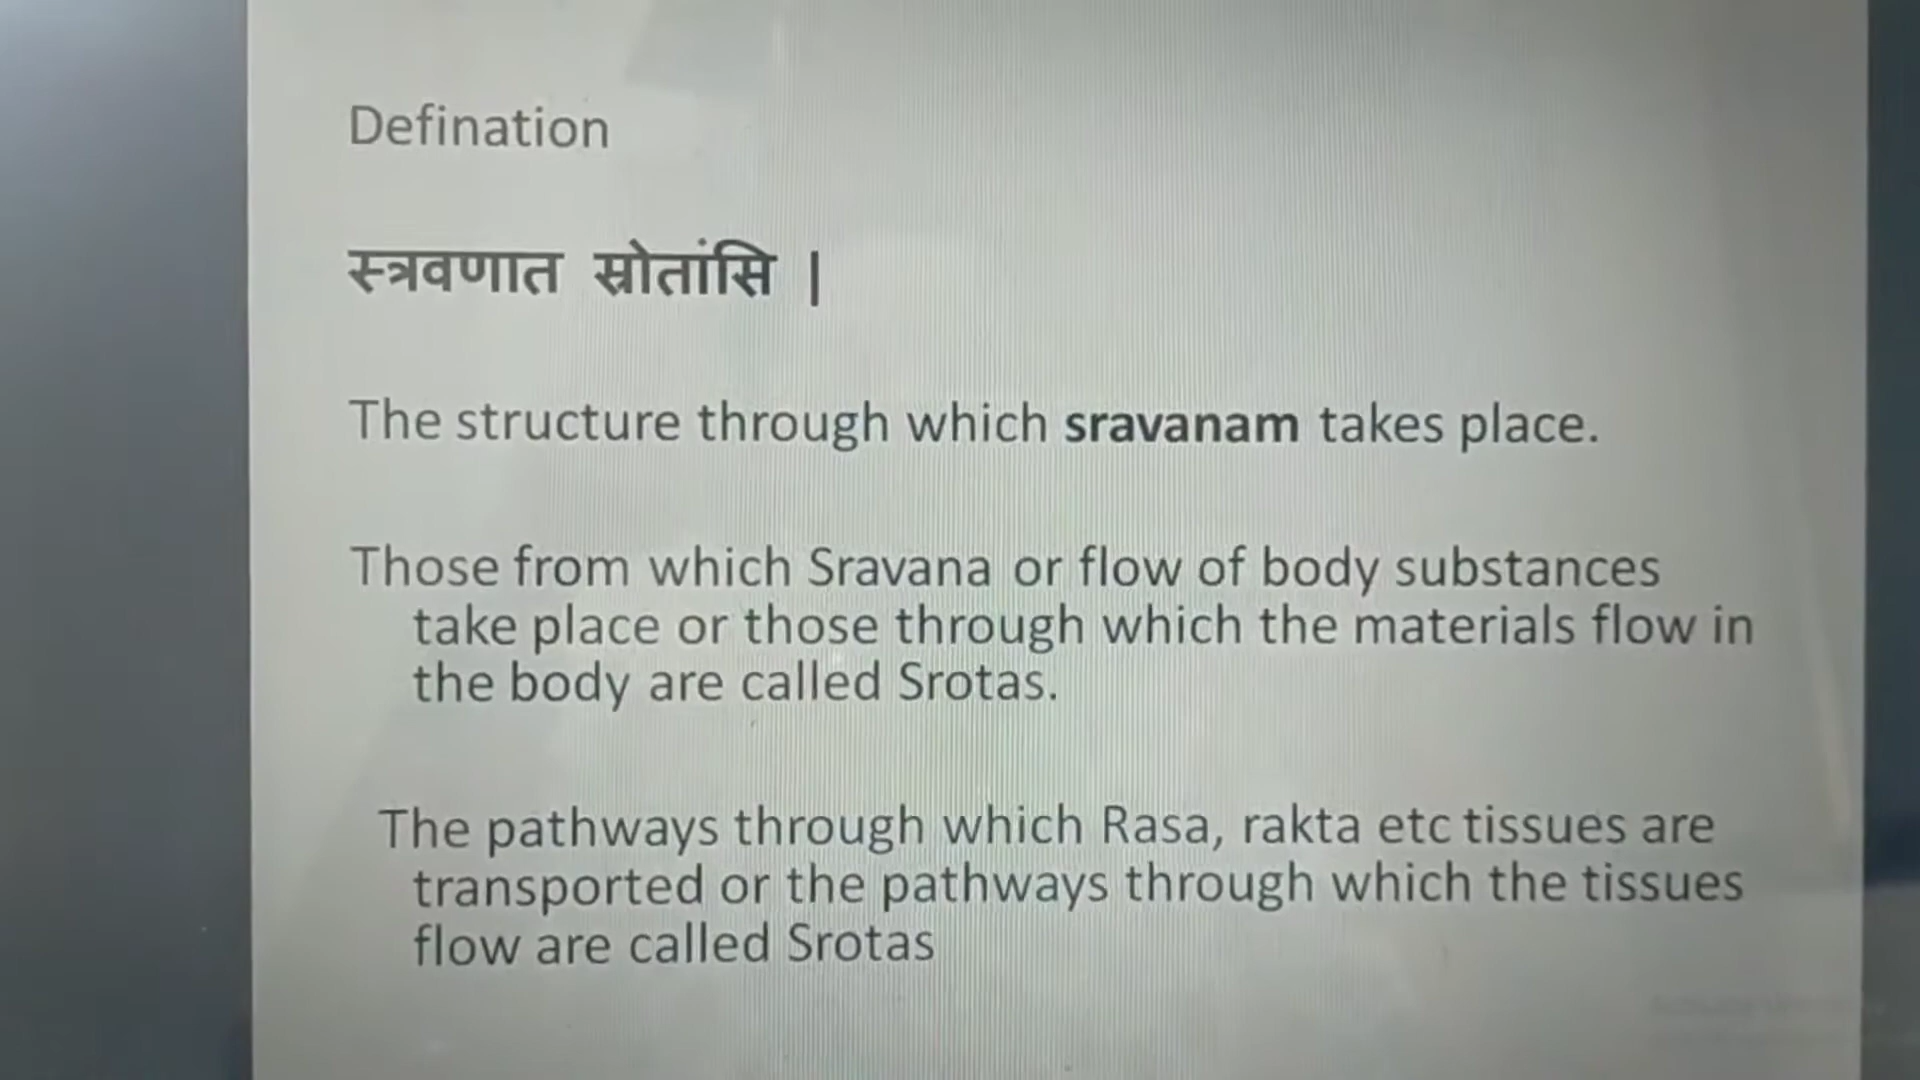 Defination
स्त्रवणात स्रोतांसि |
The structure through which sravanam takes place.
Those from which Sravana or flow of body substances
take place or those through which the materials flow in
the body are called Srotas.
The pathways through which Rasa, rakta etc tissues are
transported or the pathways through which the tissues
flow are called Srotas